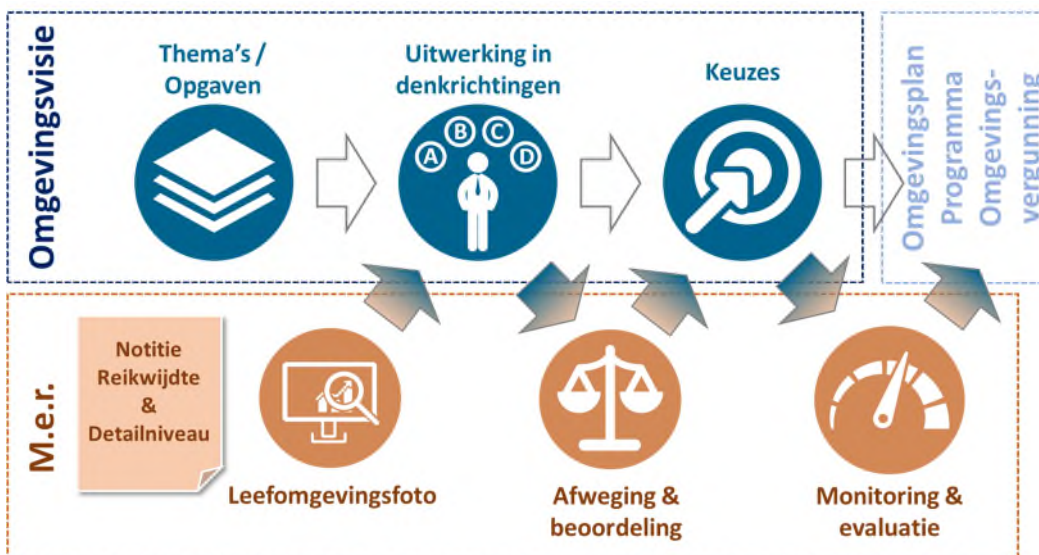 Omgevingsvisie
Thema's /
Opgaven
Uitwerking in
denkrichtingen
A
B
C
D
Keuzes
Omgevingsplan
Programma
Omgevings-
vergunning
M.e.r.
Notitie
Reikwijdte
&
Detailniveau
Leefomgevingsfoto
Afweging &
beoordeling
Monitoring &
evaluatie